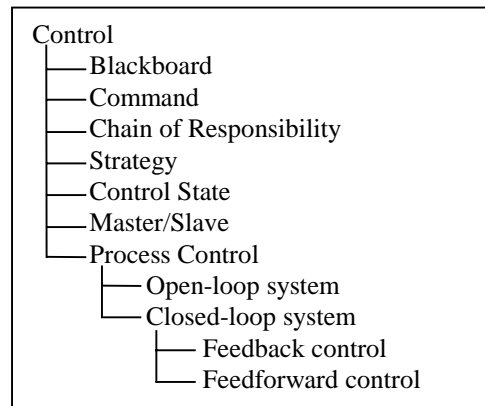 Control
Blackboard
Command
Chain of Responsibility
Strategy
Control State
Master/Slave
Process Control
Open-loop system
Closed-loop system
Feedback control
Feedforward control